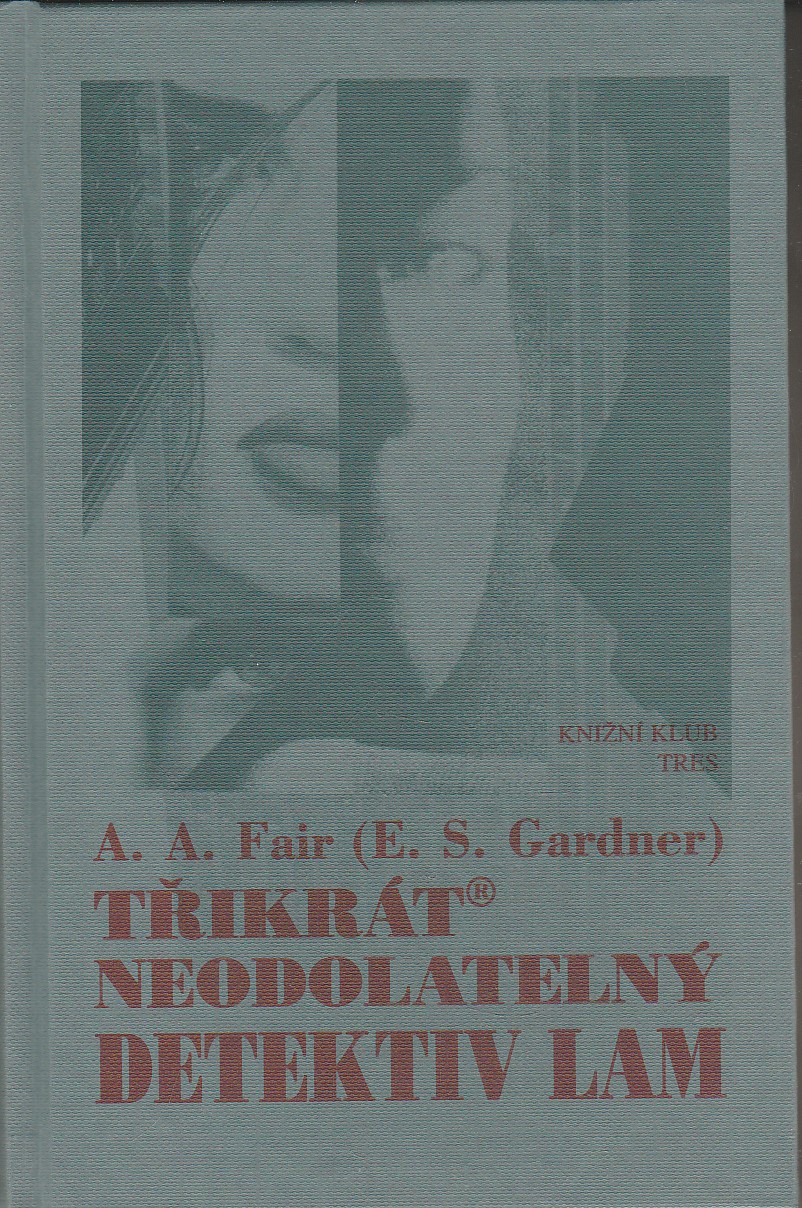 KNIŽNÍ KLUB
TRES
A. A. Fair (E. S. Gardner)
TŘIKRÁT®
NEODOLATELNÝ
DETEKTIV LAM